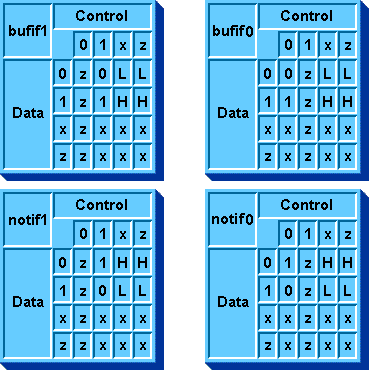 bufif1 Control
0 1 x z
Data
0 z 0 L L
1 z 1 H H
x z x x x
z z x x x
bufif0 Control
0 1 x z
Data
0 0 z L L
1 1 z H H
x x z x x
z x z x x
notif1 Control
0 1 x z
Data
0 z 1 H H
1 z 0 L L
x z x x x
z z x x x
notif0 Control
0 1 x z
Data
0 1 z H H
1 0 z L L
x x z x x
z x z x x